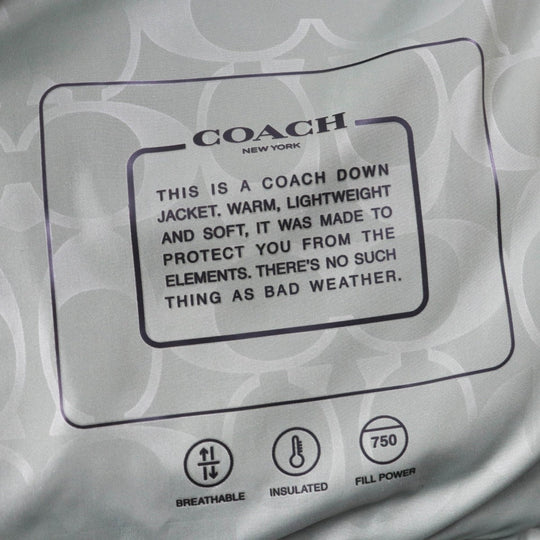 COACH
NEW YORK
THIS IS A COACH DOWN
JACKET. WARM, LIGHTWEIGHT
AND SOFT, IT WAS MADE TO
PROTECT YOU FROM THE
ELEMENTS. THERE'S NO SUCH
THING AS BAD WEATHER.
BREATHABLE
INSULATED
750
FILL POWER